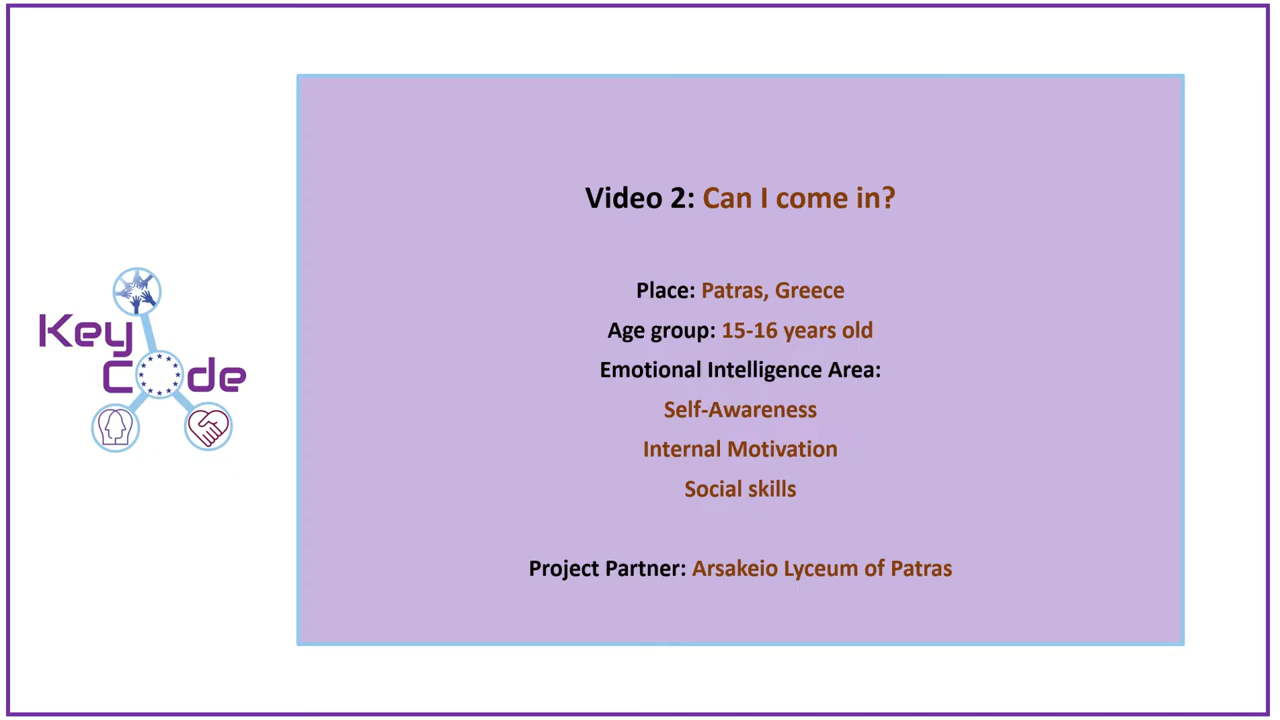 Key
Code
Video 2: Can I come in?
Place: Patras, Greece
Age group: 15-16 years old
Emotional Intelligence Area:
Self-Awareness
Internal Motivation
Social skills
Project Partner: Arsakeio Lyceum of Patras